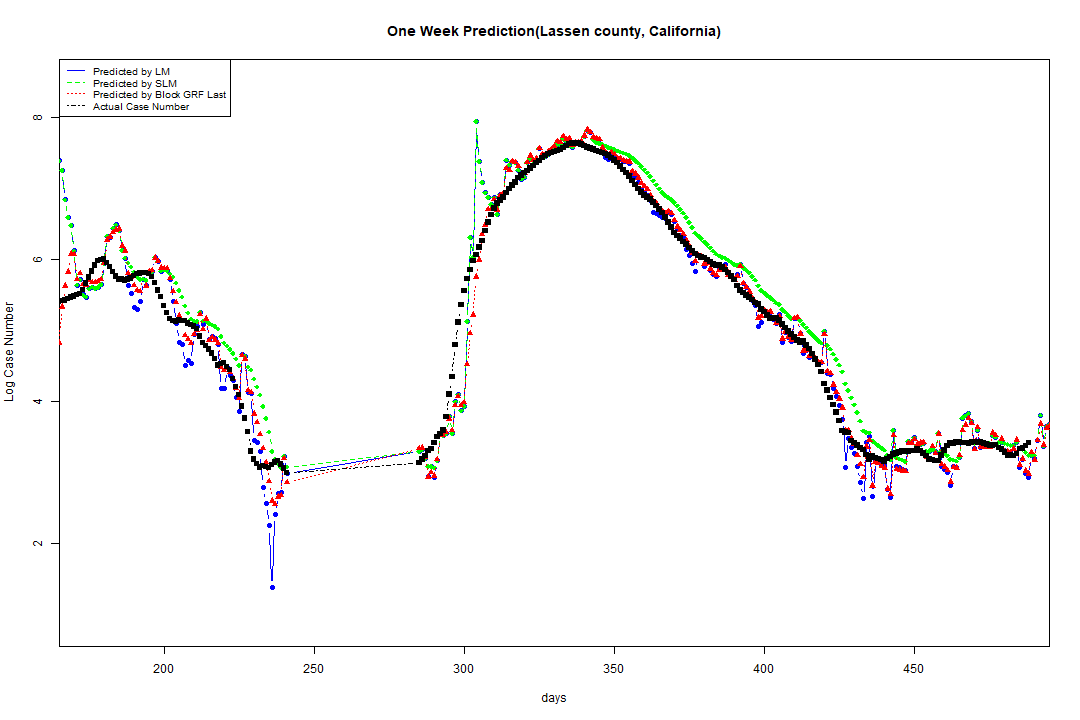 One Week Prediction(Lassen county, California)
Predicted by LM
Predicted by SLM
Predicted by Block GRF Last
Actual Case Number
Log Case Number
8
6
4
2
200 250 300 350 400 450
days